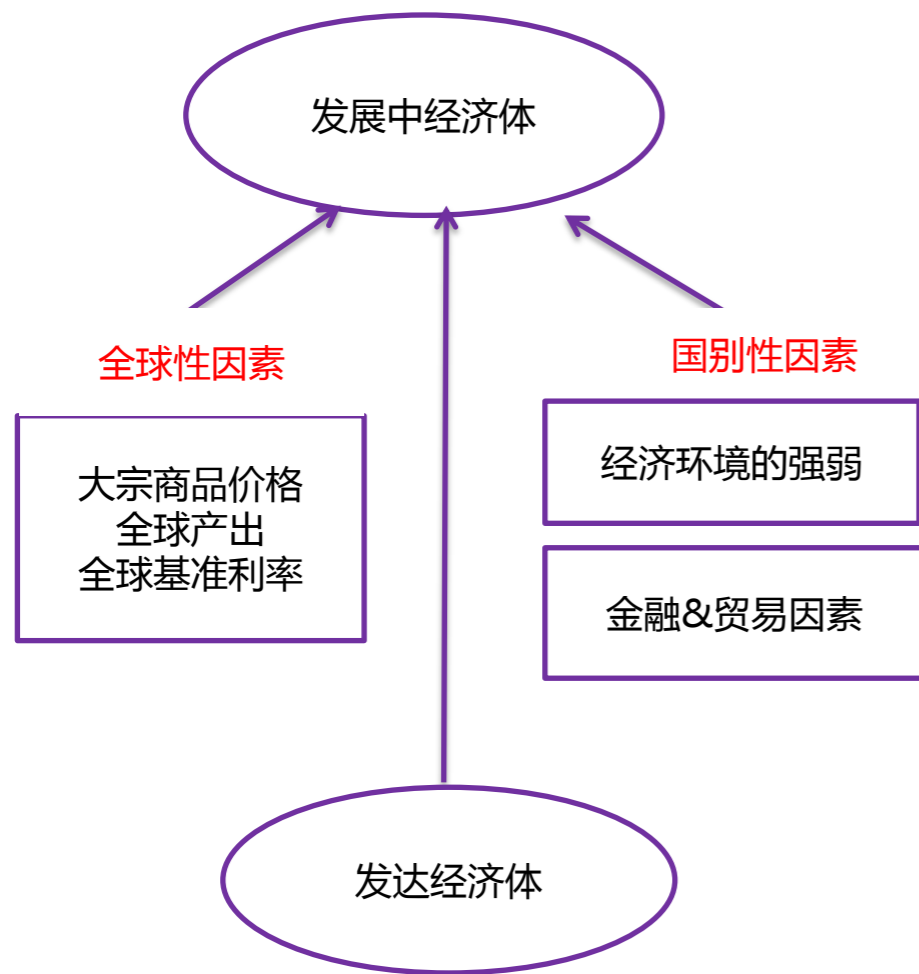 发展中经济体
全球性因素
国别性因素
大宗商品价格
全球产出
全球基准利率
经济环境的强弱
金融&贸易因素
发达经济体